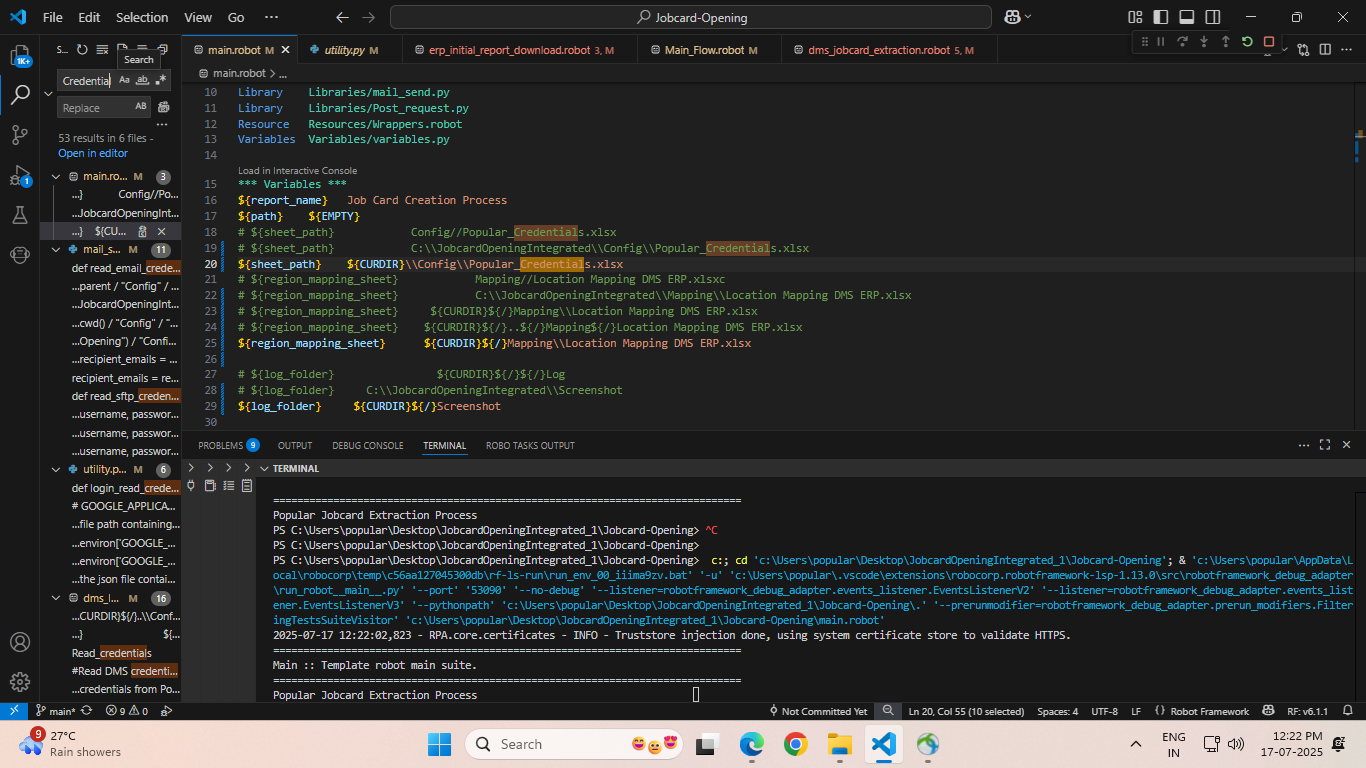 File Edit Selection View Go ··· Jobcard-Opening
S...
Search
main.robot M
utility.py M
erp_initial_report_download.robot 3, M
Main_Flow.robot M
dms_jobcard_extraction.robot 5, M
1K+
Credential Aa ab
Replace AB
53 results in 6 files -
Open in editor
main.ro... M 3
...} Config//Po...
...JobcardOpeningInt...
...} ${CU...
mail_s... M 11
def read_email_crede...
...parent / "Config" / ...
...JobcardOpeningInt...
...cwd() / "Config" / "...
...Opening") / "Confi...
...recipient_emails = ...
recipient_emails = re...
def read_sftp_creden...
...username, passwor...
...username, passwor...
...username, passwor...
utility.p... M 6
def login_read_crede...
# GOOGLE_APPLICA...
...file path containing...
...environ['GOOGLE_...
...environ['GOOGLE_...
...the json file contai...
dms_l... M 16
...CURDIR}${/}..\\Conf...
...} ${...
Read_credentials
#Read DMS credenti...
...credentials from Po...
1
main.robot > ...
10 Library Libraries/mail_send.py
11 Library Libraries/Post_request.py
12 Resource Resources/Wrappers.robot
13 Variables Variables/variables.py
14
Load in Interactive Console
15 *** Variables ***
16 ${report_name} Job Card Creation Process
17 ${path} ${EMPTY}
18 # ${sheet_path} Config//Popular_Credentials.xlsx
19 # ${sheet_path} C:\\JobcardOpeningIntegrated\\Config\\Popular_Credentials.xlsx
20 ${sheet_path} ${CURDIR}\\Config\\Popular_Credentials.xlsx
21 # ${region_mapping_sheet} Mapping//Location Mapping DMS ERP.xlsxc
22 # ${region_mapping_sheet} C:\\JobcardOpeningIntegrated\\Mapping\\Location Mapping DMS ERP.xlsx
23 # ${region_mapping_sheet} ${CURDIR}${/}Mapping\\Location Mapping DMS ERP.xlsx
24 # ${region_mapping_sheet} ${CURDIR}${/}..${/}Mapping${/}Location Mapping DMS ERP.xlsx
25 ${region_mapping_sheet} ${CURDIR}${/}Mapping\\Location Mapping DMS ERP.xlsx
26
27 # ${log_folder} ${CURDIR}${/}${/}Log
28 # ${log_folder} C:\\JobcardOpeningIntegrated\\Screenshot
29 ${log_folder} ${CURDIR}${/}Screenshot
30
PROBLEMS 9 OUTPUT DEBUG CONSOLE TERMINAL ROBO TASKS OUTPUT
TERMINAL
==============================================================================
Popular Jobcard Extraction Process
PS C:\Users\popular\Desktop\JobcardOpeningIntegrated_1\Jobcard-Opening> ^C
PS C:\Users\popular\Desktop\JobcardOpeningIntegrated_1\Jobcard-Opening>
PS C:\Users\popular\Desktop\JobcardOpeningIntegrated_1\Jobcard-Opening> c:; cd 'c:\Users\popular\Desktop\JobcardOpeningIntegrated_1\Jobcard-Opening'; & 'c:\Users\popular\AppData\L
ocal\robocorp\temp\c56aa127045300db\rf-ls-run\run_env_00_iiima9zv.bat' '-u' 'c:\Users\popular\.vscode\extensions\robocorp.robotframework-lsp-1.13.0\src\robotframework_debug_adapter
\run_robot__main__.py' '--port' '53090' '--no-debug' '--listener=robotframework_debug_adapter.events_listener.EventsListenerV2' '--listener=robotframework_debug_adapter.events_list
ener.EventsListenerV3' '--pythonpath' 'c:\Users\popular\Desktop\JobcardOpeningIntegrated_1\Jobcard-Opening\.' '--prerunmodifier=robotframework_debug_adapter.prerun_modifiers.Filter
ingTestsSuiteVisitor' 'c:\Users\popular\Desktop\JobcardOpeningIntegrated_1\Jobcard-Opening\main.robot'
2025-07-17 12:22:02,823 - RPA.core.certificates - INFO - Truststore injection done, using system certificate store to validate HTTPS.
==============================================================================
Main :: Template robot main suite.
==============================================================================
Popular Jobcard Extraction Process
main* 9 0 Not Committed Yet Ln 20, Col 55 (10 selected) Spaces: 4 UTF-8 LF {} Robot Framework RF: v6.1.1
9
27°C
Rain showers
Search
ENG
IN
12:22 PM
17-07-2025